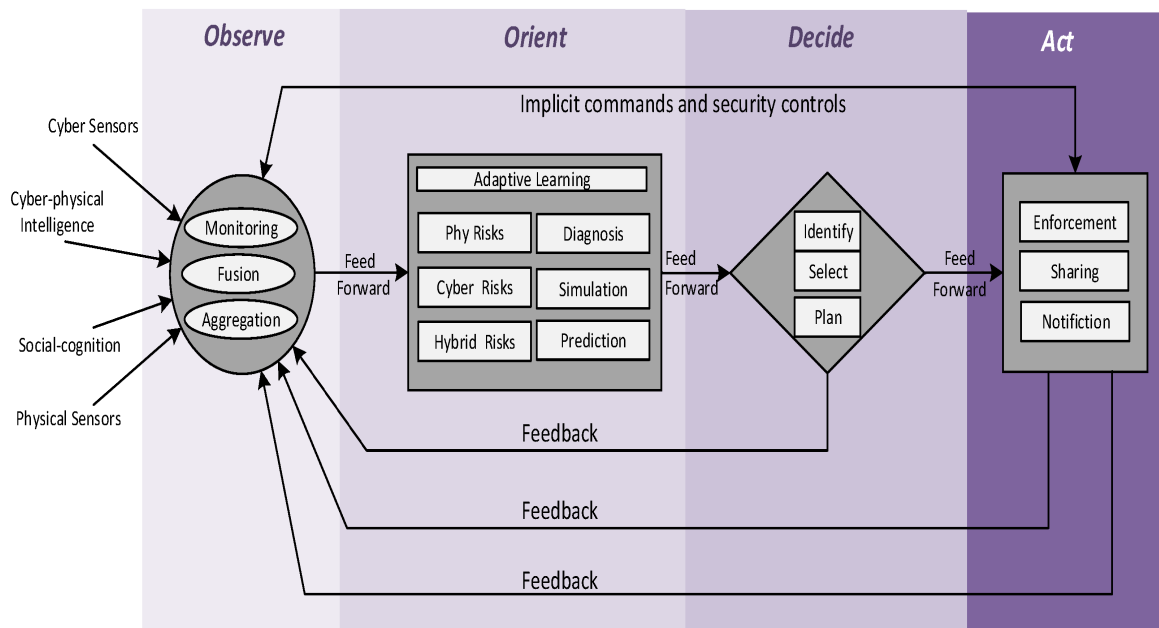 Observe
Orient
Decide
Act
Implicit commands and security controls
Cyber Sensors
Cyber-physical
Intelligence
Social-cognition
Physical Sensors
Monitoring
Fusion
Aggregation
Feed
Forward
Adaptive Learning
Phy Risks
Diagnosis
Cyber Risks
Simulation
Hybrid Risks
Prediction
Feed
Forward
Identify
Select
Plan
Feed
Forward
Enforcement
Sharing
Notifiction
Feedback
Feedback
Feedback